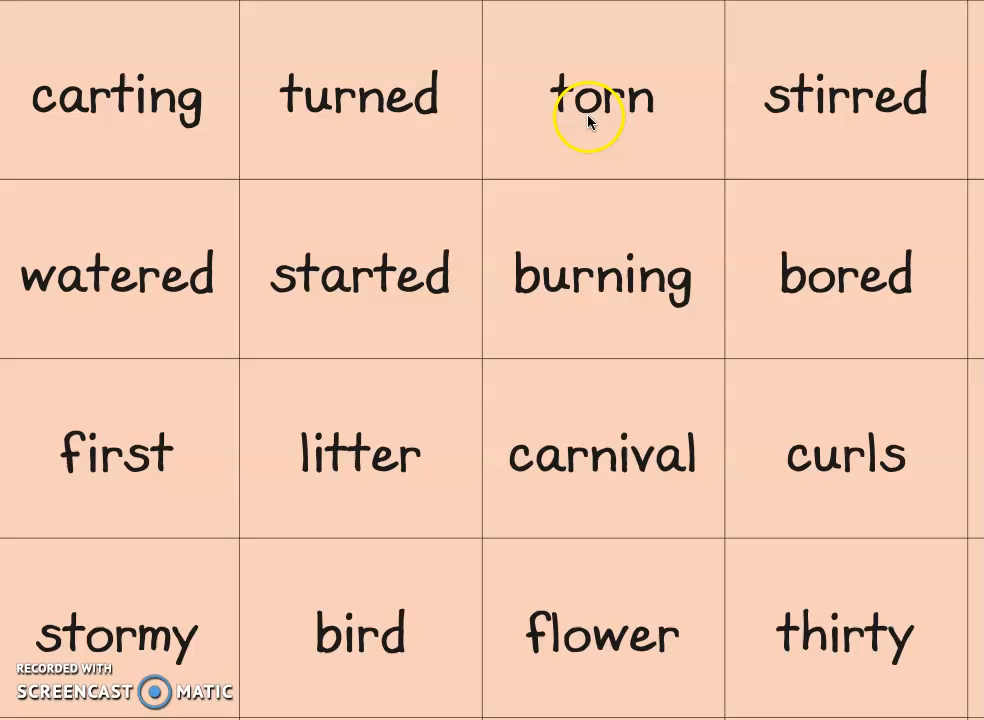 carting turned torn stirred
watered started burning bored
first litter carnival curls
stormy bird flower thirty
RECORDED WITH
SCREENCAST MATIC